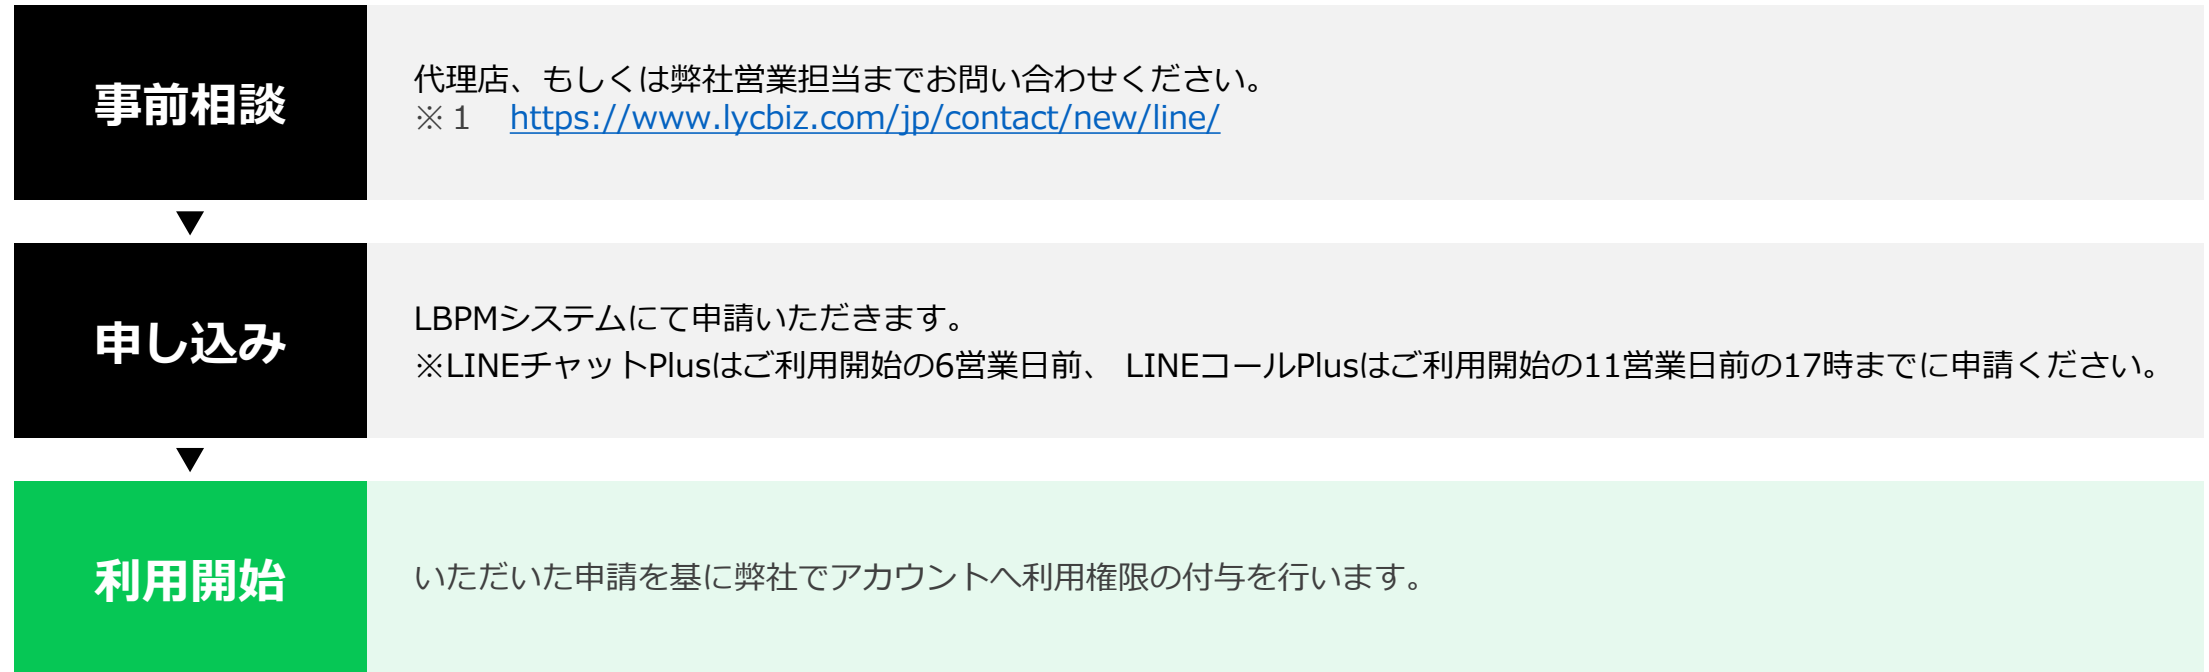 事前相談
代理店、もしくは弊社営業担当までお問い合わせください。
※１　https://www.lycbiz.com/jp/contact/new/line/
▼
申し込み
LBPMシステムにて申請いただきます。
※LINEチャットPlusはご利用開始の6営業日前、 LINEコールPlusはご利用開始の11営業日前の17時までに申請ください。
▼
利用開始
いただいた申請を基に弊社でアカウントへ利用権限の付与を行います。